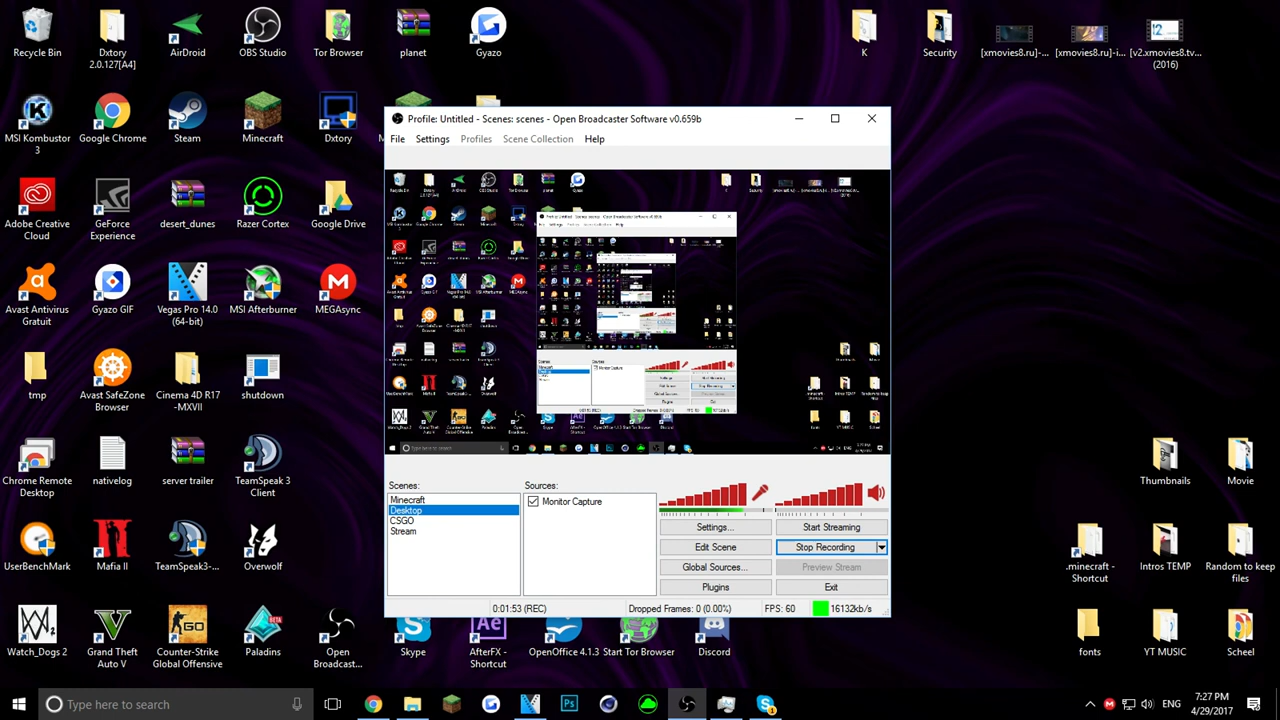 Recycle Bin
Dxtory
2.0.127[A4]
AirDroid
OBS Studio
Tor Browser
planet
Gyazo
K
Security
[xmovies8.ru]-...
[xmovies8.ru]-i...
[v2.xmovies8.tv...
(2016)
MSI Kombustor
3
Google Chrome
Steam
Minecraft
Dxtory
Profile: Untitled - Scenes: scenes - Open Broadcaster Software v0.659b
File
Settings
Profiles
Scene Collection
Help
Adobe Creative
Cloud
GeForce
Experience
desert_dunes
Razer Cortex
Google Drive
Avast Antivirus
Gratuit
Gyazo GIF
Vegas Pro 14.0
(64-bit)
MSI Afterburner
MEGAsync
tmp
Avast SafeZone
Browser
Cinema 4D R17
-MXVII
shutdown
Chrome Remote
Desktop
nativelog
server trailer
TeamSpeak 3
Client
Thumbnails
Movie
Scenes:
Minecraft
Desktop
CSGO
Stream
Sources:
Monitor Capture
Settings...
Start Streaming
Edit Scene
Stop Recording
Global Sources...
Preview Stream
Plugins
Exit
0:01:53 (REC)
Dropped Frames: 0 (0.00%)
FPS: 60
16132kb/s
UserBenchMark
Mafia II
TeamSpeak3-...
Overwolf
.minecraft -
Shortcut
Intros TEMP
Random to keep
files
Watch_Dogs 2
Grand Theft
Auto V
Counter-Strike
Global Offensive
Paladins
Open
Broadcast...
Skype
AfterFX -
Shortcut
OpenOffice 4.1.3
Start Tor Browser
Discord
fonts
YT MUSIC
Scheel
Type here to search
ENG
7:27 PM
4/29/2017